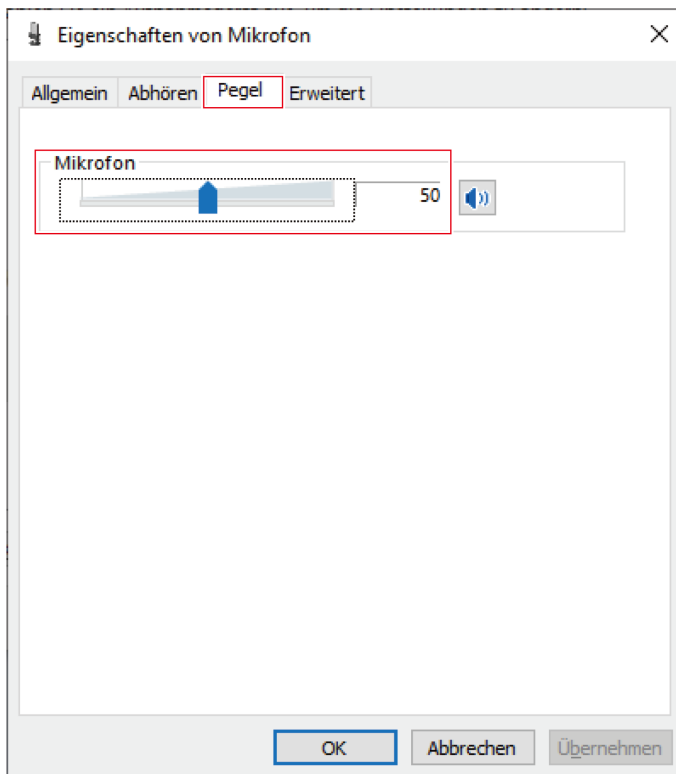 Eigenschaften von Mikrofon
Allgemein Abhören Pegel Erweitert
Mikrofon
50
OK Abbrechen Übernehmen